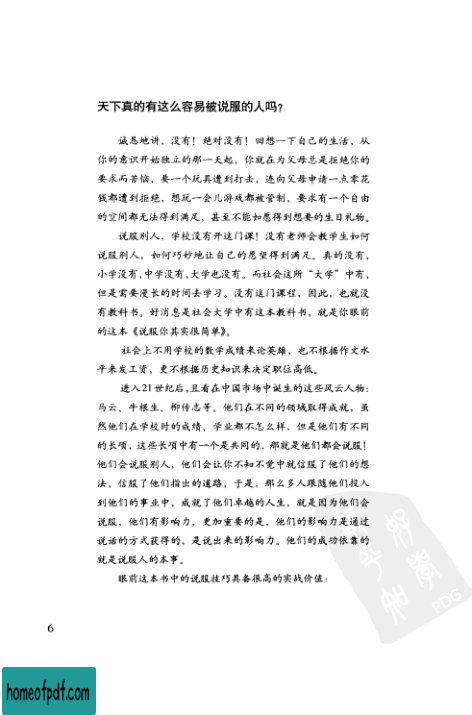 天下真的有这么容易被说服的人吗?
诚恳地讲,没有!绝对没有!回想一下自己的生活,从
你的意识开始独立的那一天起,你就在为父母总是拒绝你的
要求而苦恼,要一个玩具遭到打击,连向父母申请一点零花
钱都遭到拒绝,想玩一会儿游戏都被管制,要求有一个自由
的空间都无法得到满足,甚至不能如愿得到想要的生日礼物。
说服别人,学校没有开这门课!没有老师会教学生如何
说服别人,如何巧妙地让自己的愿望得到满足。真的没有,
小学没有,中学没有,大学也没有。而社会这所“大学”中有,
但是需要漫长的时间去学习。没有这门课程,因此,也就没
有教科书。好消息是社会大学中有这本教科书,就是你眼前
的这本《说服你其实很简单》。
社会上不用学校的数学成绩来论英雄,也不根据作文水
平来发工资,更不根据历史知识来决定职位高低。
进入21世纪后,且看在中国市场中诞生的这些风云人物:
马云、牛根生、柳传志等。他们在不同的领域取得成就,虽
然他们在学校时的成绩、学业都不怎么样,但是他们有不同
的长项,这些长项中有一个是共同的,那就是他们都会说服!
他们会说服别人,他们会让你不知不觉中就信服了他们的想
法,信服了他们指出的道路,于是,那么多人跟随他们投入
到他们的事业中,成就了他们卓越的人生,就是因为他们会
说服,他们有影响力,更加重要的是,他们的影响力是通过
说话的方式获得的,是说出来的影响力。他们的成功依靠的
就是说服人的本事。
眼前这本书中的说服技巧具备很高的实战价值:
PDG
6
homeofpdf.com